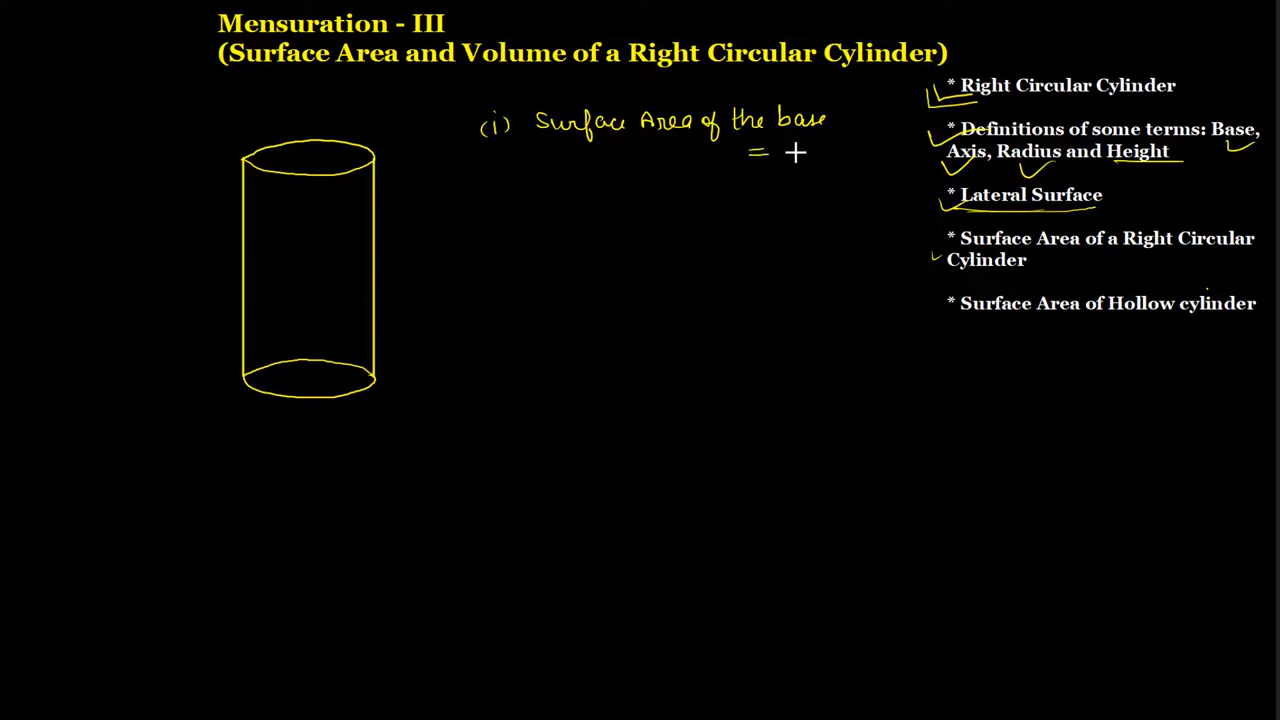 Mensuration - III
(Surface Area and Volume of a Right Circular Cylinder)
(i) Surface Area of the base
=
* Right Circular Cylinder
* Definitions of some terms: Base,
Axis, Radius and Height
* Lateral Surface
* Surface Area of a Right Circular
Cylinder
* Surface Area of Hollow cylinder